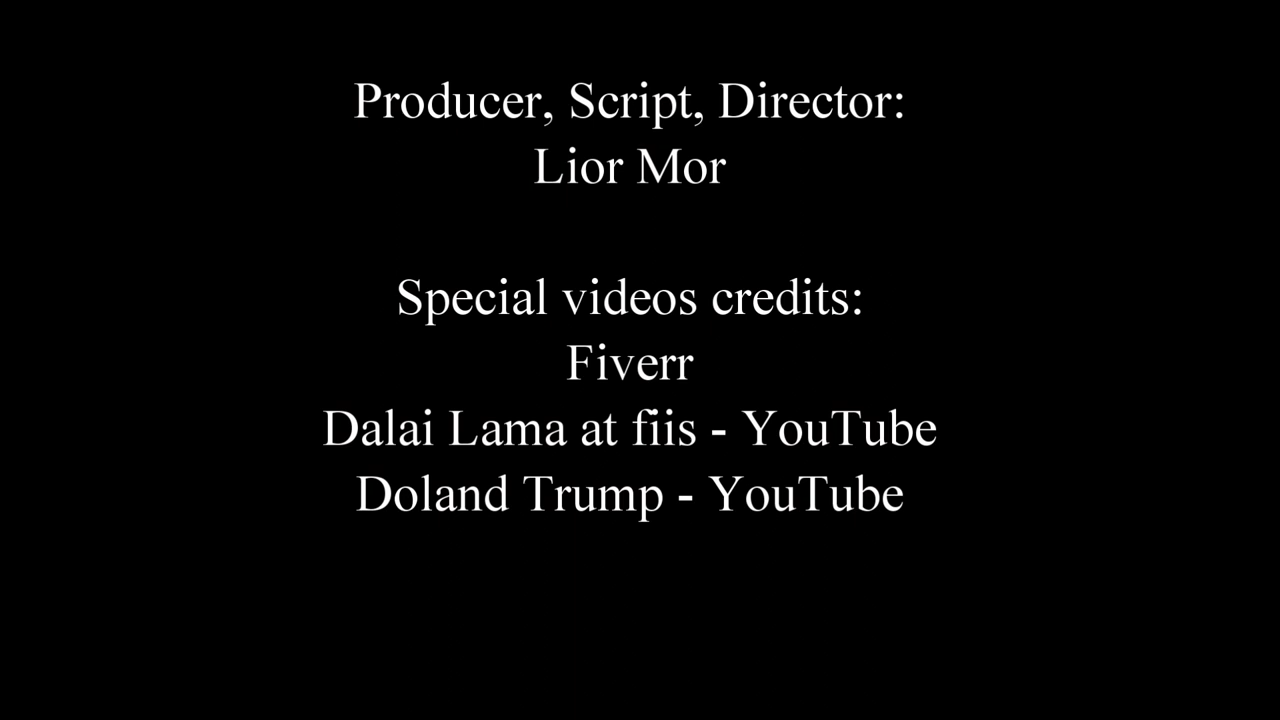 Producer, Script, Director:
Lior Mor
Special videos credits:
Fiverr
Dalai Lama at fiis - YouTube
Doland Trump - YouTube